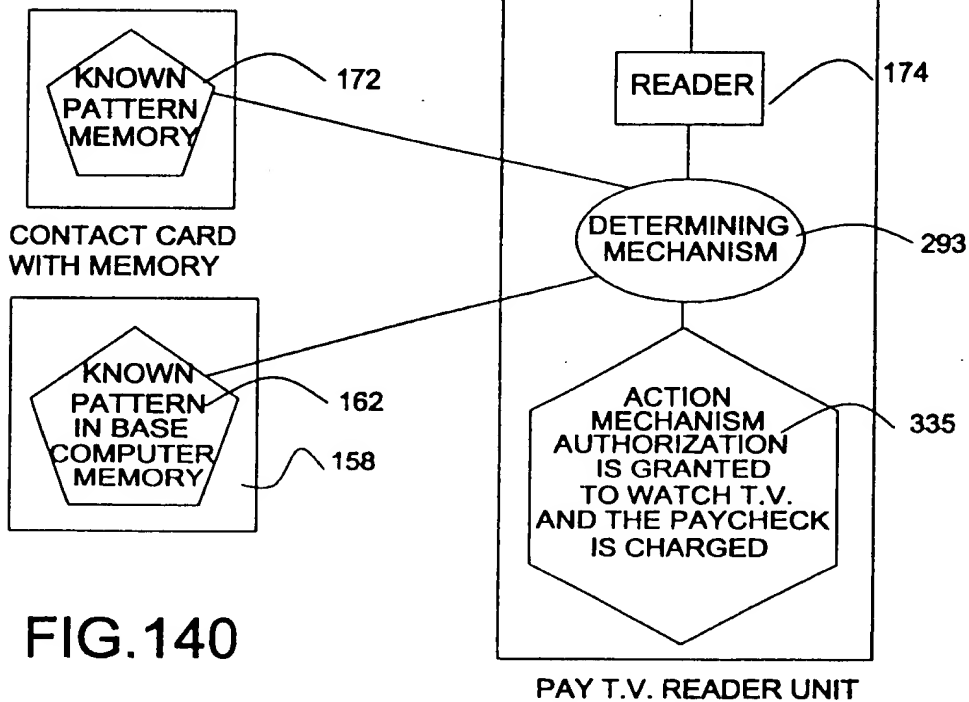 KNOWN
PATTERN
MEMORY
172
CONTACT CARD
WITH MEMORY
KNOWN
PATTERN
IN BASE
COMPUTER
MEMORY
162
158
READER
174
DETERMINING
MECHANISM
293
ACTION
MECHANISM
AUTHORIZATION
IS GRANTED
TO WATCH T.V.
AND THE PAYCHECK
IS CHARGED
335
FIG.140
PAY T.V. READER UNIT